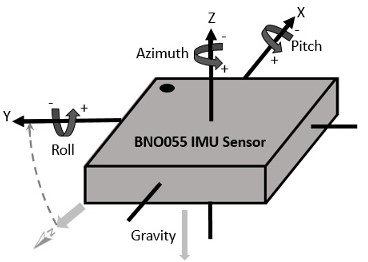 Z
X
Azimuth
-
+
-
Pitch
+
Y
-
+
Roll
BNO055 IMU Sensor
Gravity